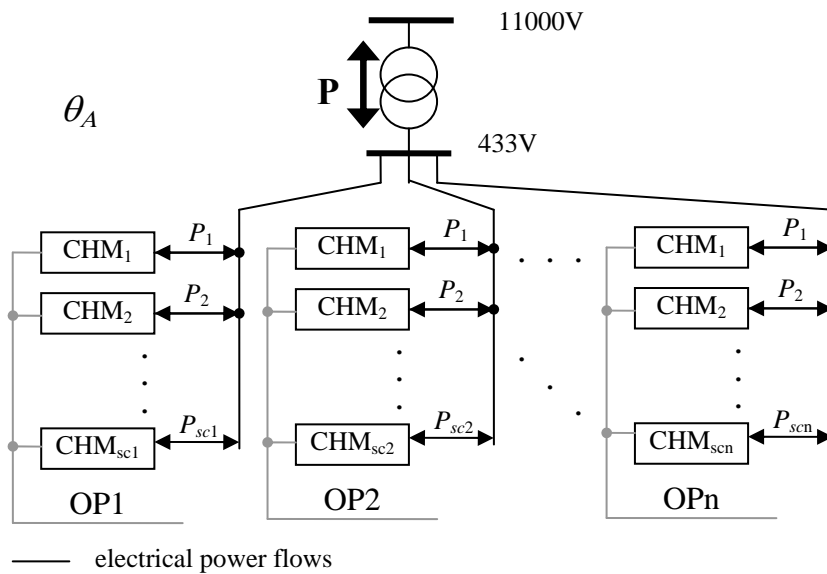 11000V
P
θA
433V
CHM1 P1 CHM1 P1 CHM1 P1
CHM2 P2 CHM2 P2 CHM2 P2
CHMsc1 Psc1 CHMsc2 Psc2 CHMscn Pscn
OP1 OP2 OPn
electrical power flows